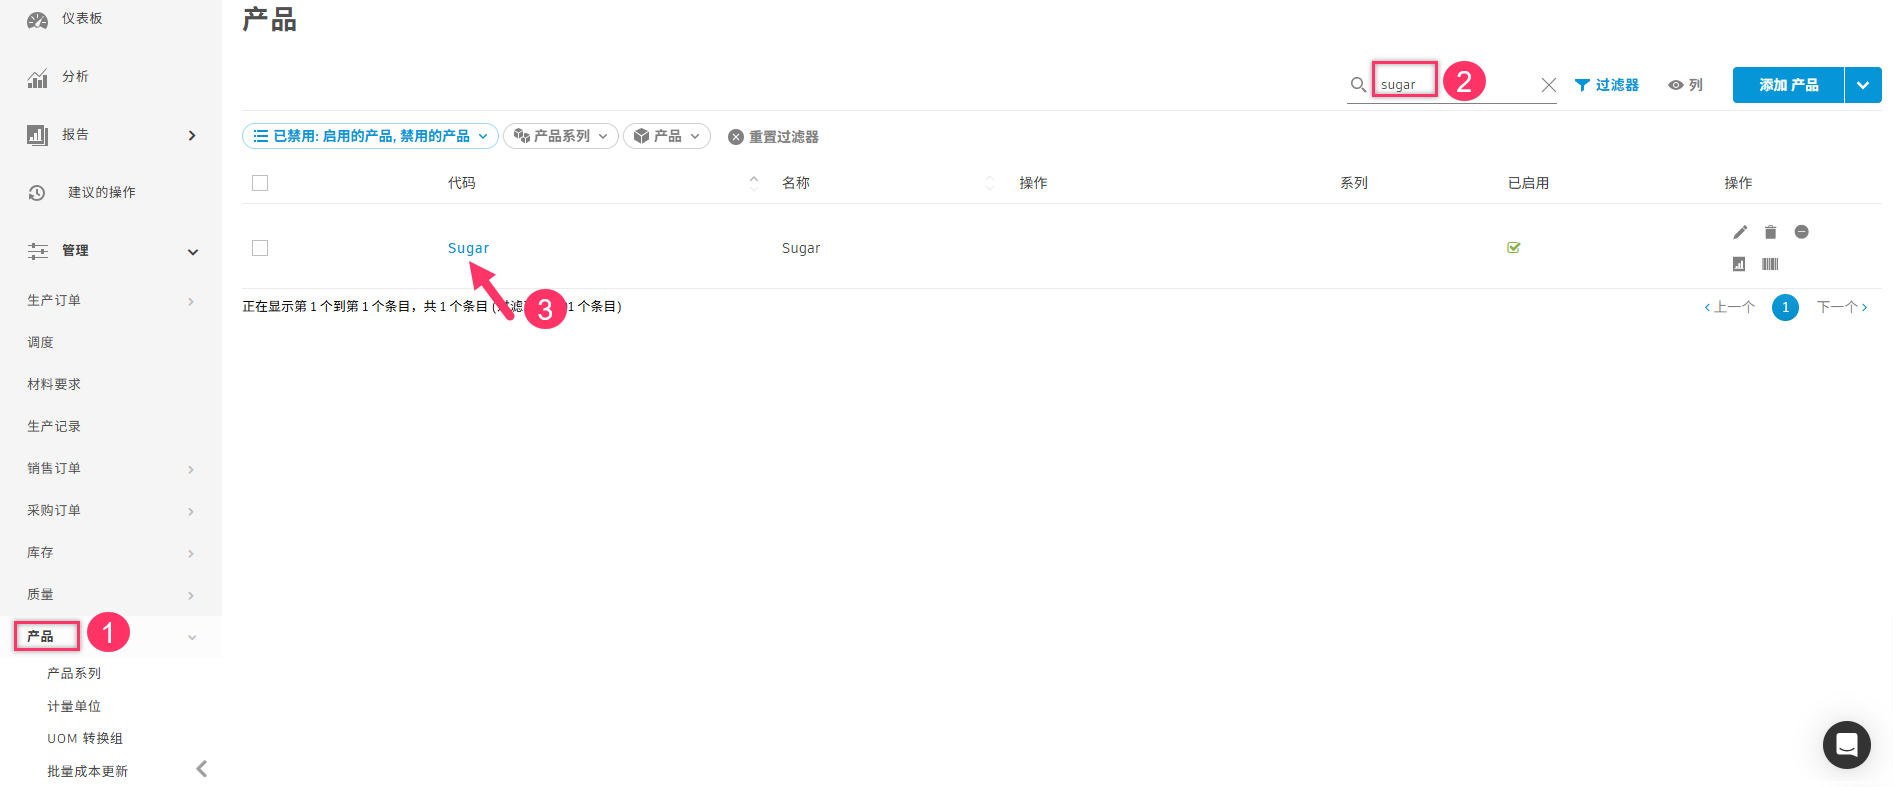 仪表板
分析
报告
建议的操作
管理
生产订单
调度
材料要求
生产记录
销售订单
采购订单
库存
质量
产品
1
产品系列
计量单位
UOM 转换组
批量成本更新
产品
sugar
2
过滤器
列
添加 产品
已禁用: 启用的产品, 禁用的产品
产品系列
产品
重置过滤器
代码 名称 操作 系列 已启用 操作
Sugar Sugar
3
正在显示第 1 个到第 1 个条目，共 1 个条目 (过滤 1 个条目)
上一个 1 下一个